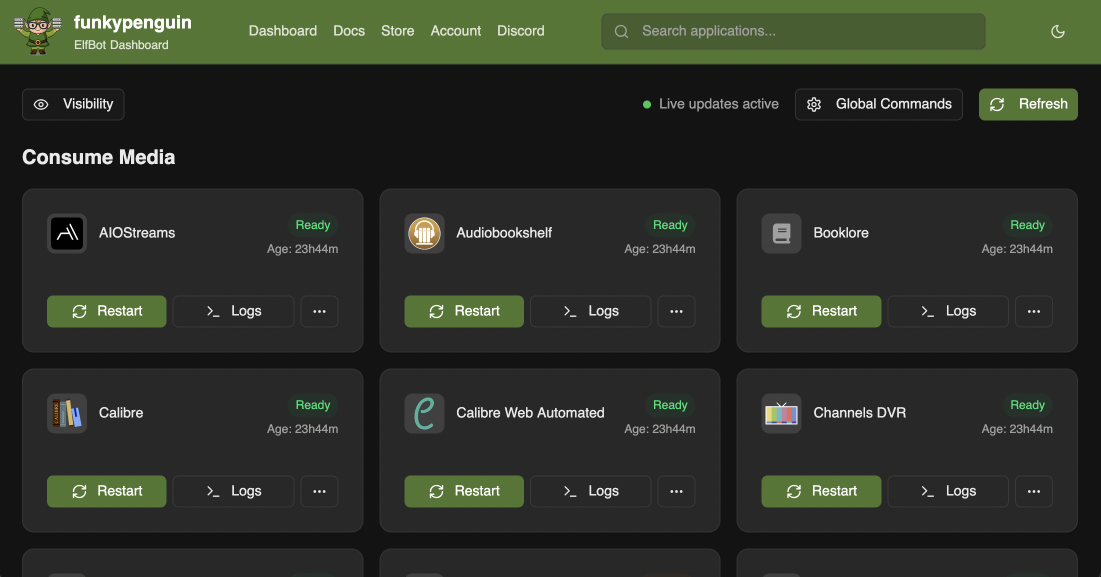 funkypenguin
ElfBot Dashboard
Dashboard Docs Store Account Discord
Search applications...
Visibility
Live updates active
Global Commands
Refresh
Consume Media
AIOStreams
Ready
Age: 23h44m
Restart
Logs
Audiobookshelf
Ready
Age: 23h44m
Restart
Logs
Booklore
Ready
Age: 23h44m
Restart
Logs
Calibre
Ready
Age: 23h44m
Restart
Logs
Calibre Web Automated
Ready
Age: 23h44m
Restart
Logs
Channels DVR
Ready
Age: 23h44m
Restart
Logs